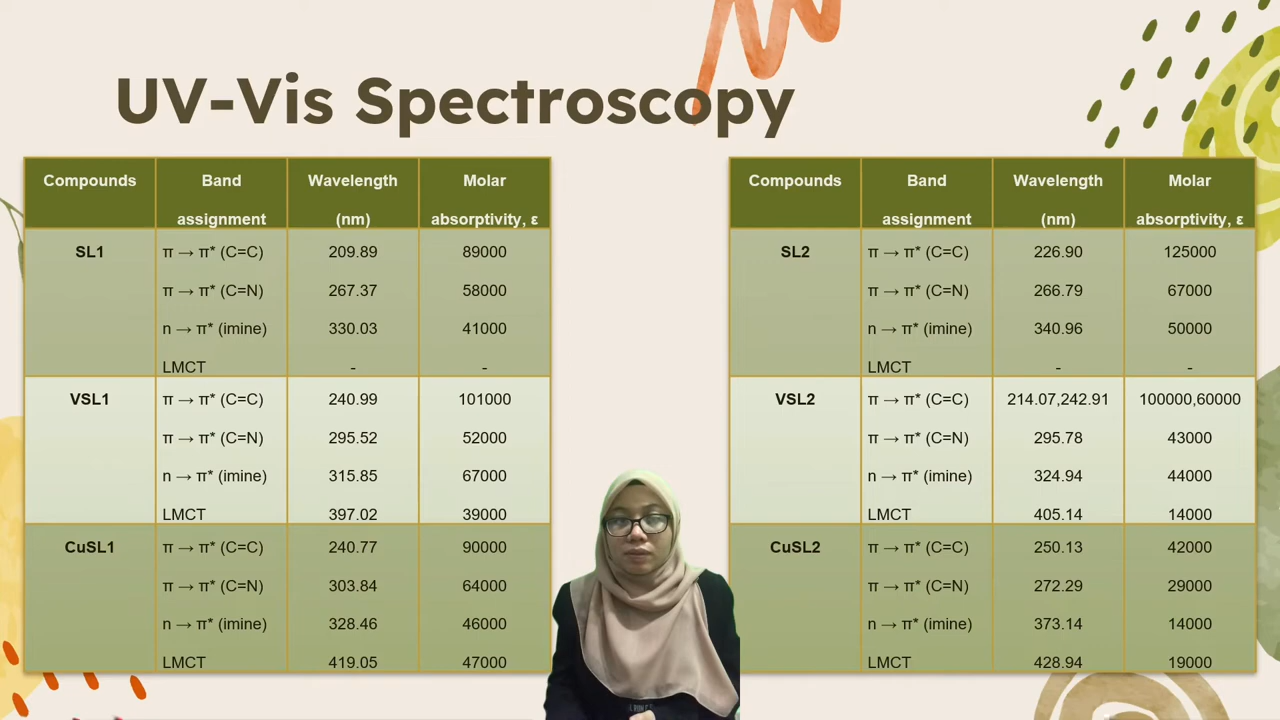 UV-Vis Spectroscopy
Compounds Band assignment Wavelength (nm) Molar absorptivity, ε
SL1 π → π* (C=C) 209.89 89000
π → π* (C=N) 267.37 58000
n → π* (imine) 330.03 41000
LMCT - -
VSL1 π → π* (C=C) 240.99 101000
π → π* (C=N) 295.52 52000
n → π* (imine) 315.85 67000
LMCT 397.02 39000
CuSL1 π → π* (C=C) 240.77 90000
π → π* (C=N) 303.84 64000
n → π* (imine) 328.46 46000
LMCT 419.05 47000
Compounds Band assignment Wavelength (nm) Molar absorptivity, ε
SL2 π → π* (C=C) 226.90 125000
π → π* (C=N) 266.79 67000
n → π* (imine) 340.96 50000
LMCT - -
VSL2 π → π* (C=C) 214.07,242.91 100000,60000
π → π* (C=N) 295.78 43000
n → π* (imine) 324.94 44000
LMCT 405.14 14000
CuSL2 π → π* (C=C) 250.13 42000
π → π* (C=N) 272.29 29000
n → π* (imine) 373.14 14000
LMCT 428.94 19000